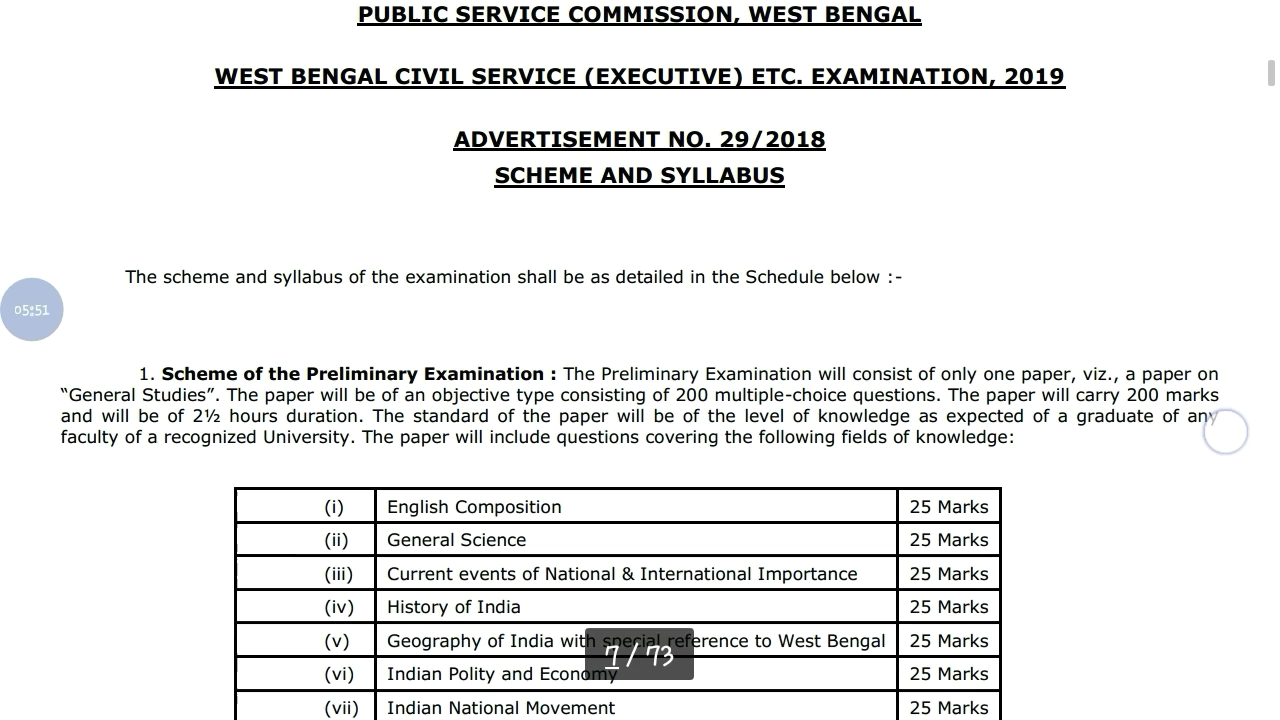 PUBLIC SERVICE COMMISSION, WEST BENGAL
WEST BENGAL CIVIL SERVICE (EXECUTIVE) ETC. EXAMINATION, 2019
ADVERTISEMENT NO. 29/2018
SCHEME AND SYLLABUS
The scheme and syllabus of the examination shall be as detailed in the Schedule below :-
05:51
1. Scheme of the Preliminary Examination : The Preliminary Examination will consist of only one paper, viz., a paper on
“General Studies”. The paper will be of an objective type consisting of 200 multiple-choice questions. The paper will carry 200 marks
and will be of 2½ hours duration. The standard of the paper will be of the level of knowledge as expected of a graduate of any
faculty of a recognized University. The paper will include questions covering the following fields of knowledge:
(i) English Composition 25 Marks
(ii) General Science 25 Marks
(iii) Current events of National & International Importance 25 Marks
(iv) History of India 25 Marks
(v) Geography of India with special reference to West Bengal 25 Marks
7 / 73
(vi) Indian Polity and Economy 25 Marks
(vii) Indian National Movement 25 Marks